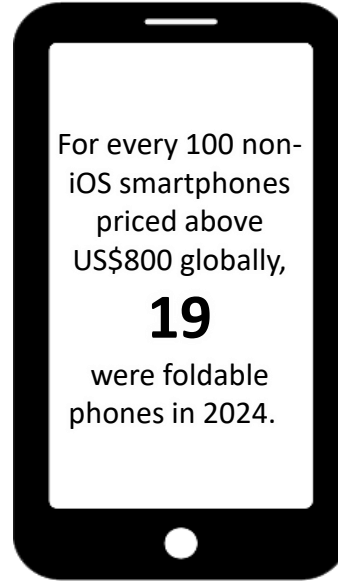 For every 100 non-
iOS smartphones
priced above
US$800 globally,
19
were foldable
phones in 2024.